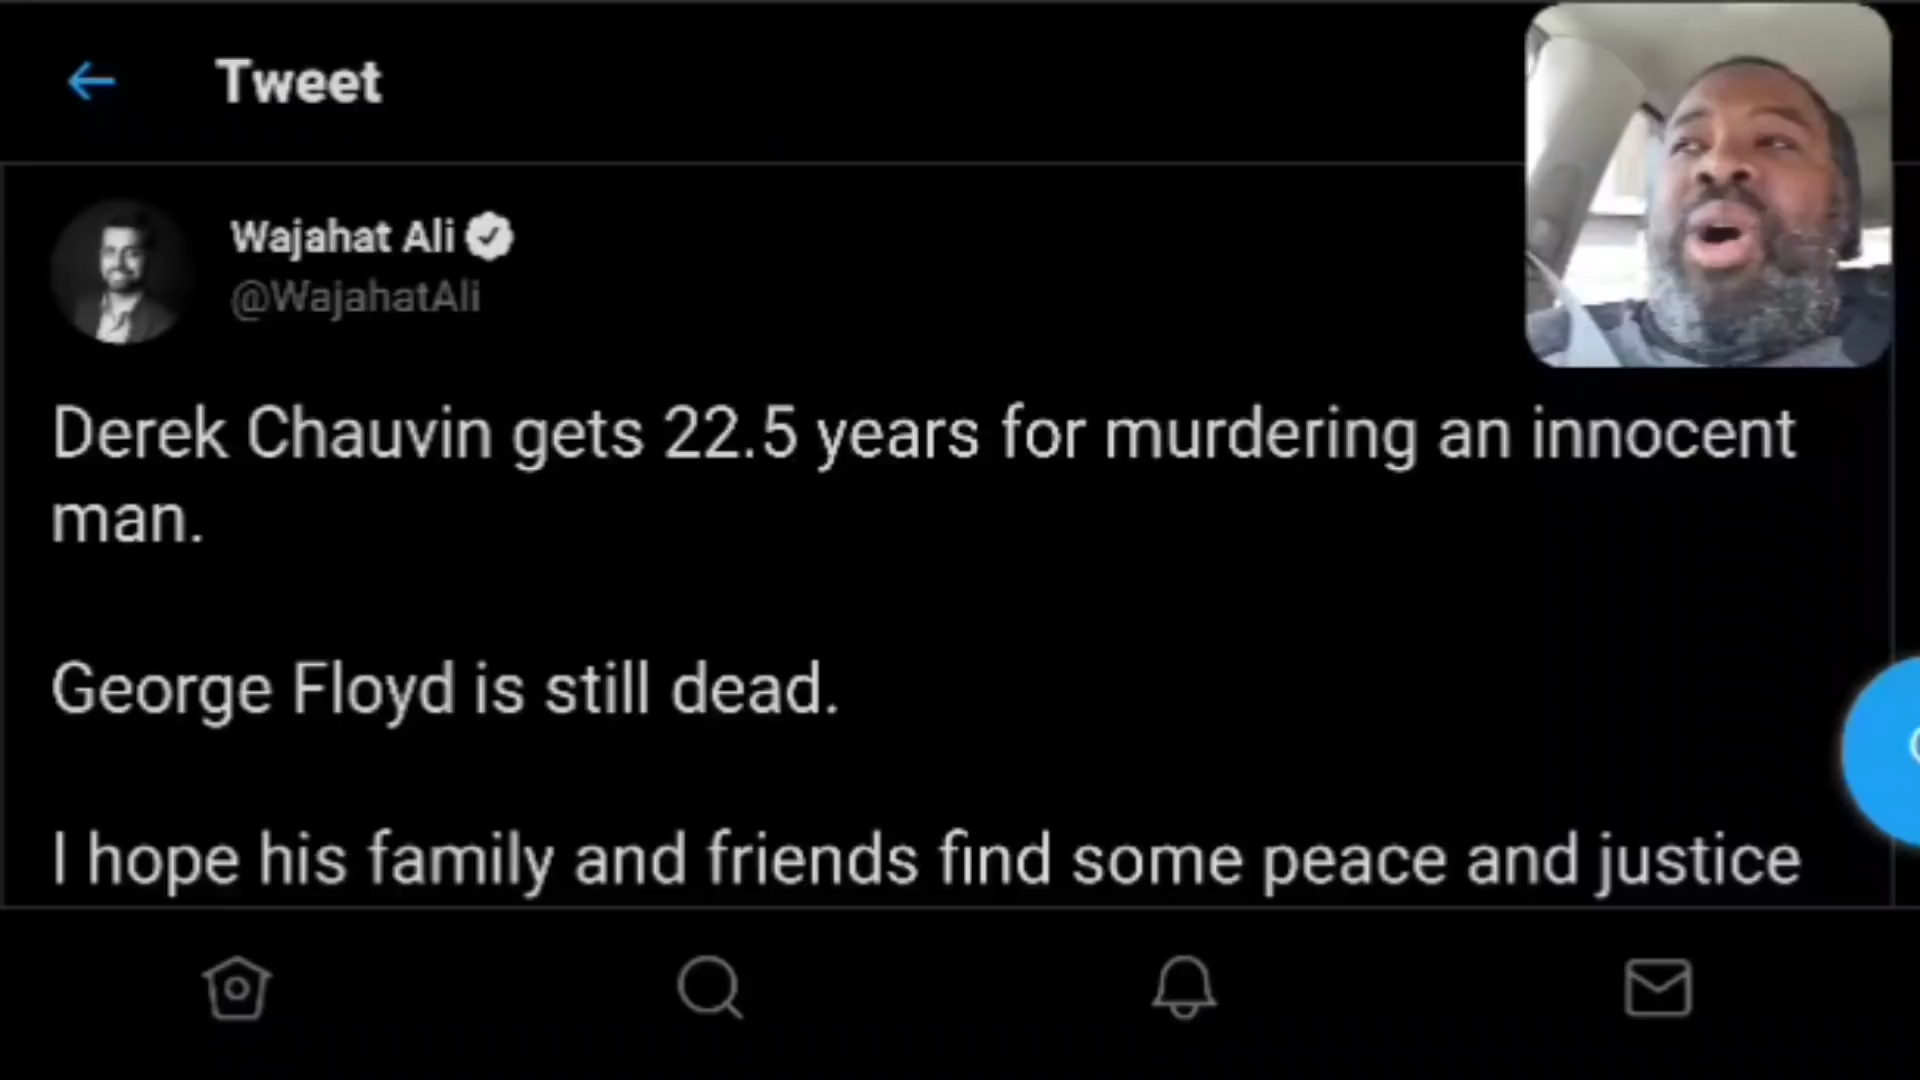 Tweet
Wajahat Ali
@WajahatAli
Derek Chauvin gets 22.5 years for murdering an innocent
man.
George Floyd is still dead.
I hope his family and friends find some peace and justice